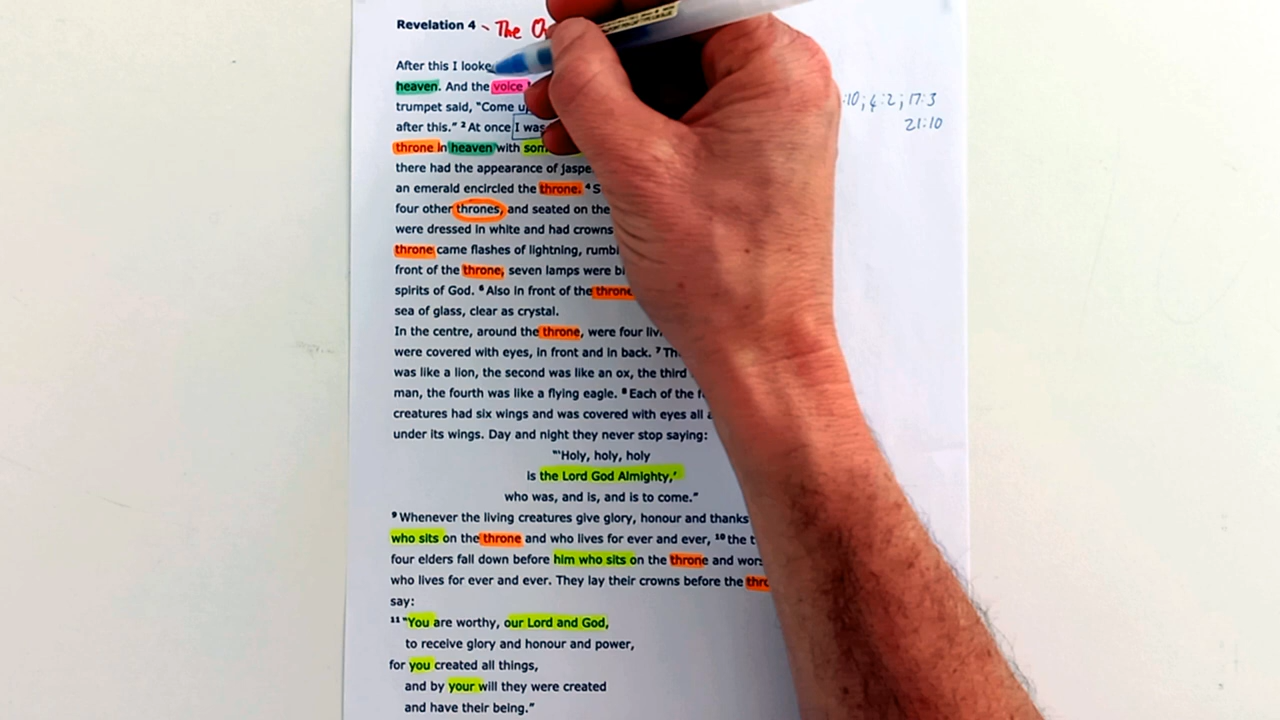 Revelation 4 - The
After this I looke
heaven. And the voice
trumpet said, "Come up
after this." ² At once I was
throne in heaven with som
there had the appearance of jaspe
an emerald encircled the throne. ⁴ S
four other thrones, and seated on the
were dressed in white and had crowns
throne came flashes of lightning, rumbl
front of the throne, seven lamps were bl
spirits of God. ⁶ Also in front of the throne
sea of glass, clear as crystal.
In the centre, around the throne, were four liv
were covered with eyes, in front and in back. ⁷ Th
was like a lion, the second was like an ox, the third
man, the fourth was like a flying eagle. ⁸ Each of the f
creatures had six wings and was covered with eyes all a
under its wings. Day and night they never stop saying:
"'Holy, holy, holy
is the Lord God Almighty,'
who was, and is, and is to come."
⁹ Whenever the living creatures give glory, honour and thanks
who sits on the throne and who lives for ever and ever, ¹⁰ the t
four elders fall down before him who sits on the throne and wors
who lives for ever and ever. They lay their crowns before the thro
say:
¹¹ "You are worthy, our Lord and God,
to receive glory and honour and power,
for you created all things,
and by your will they were created
and have their being."
:10; 4:2; 17:3
21:10